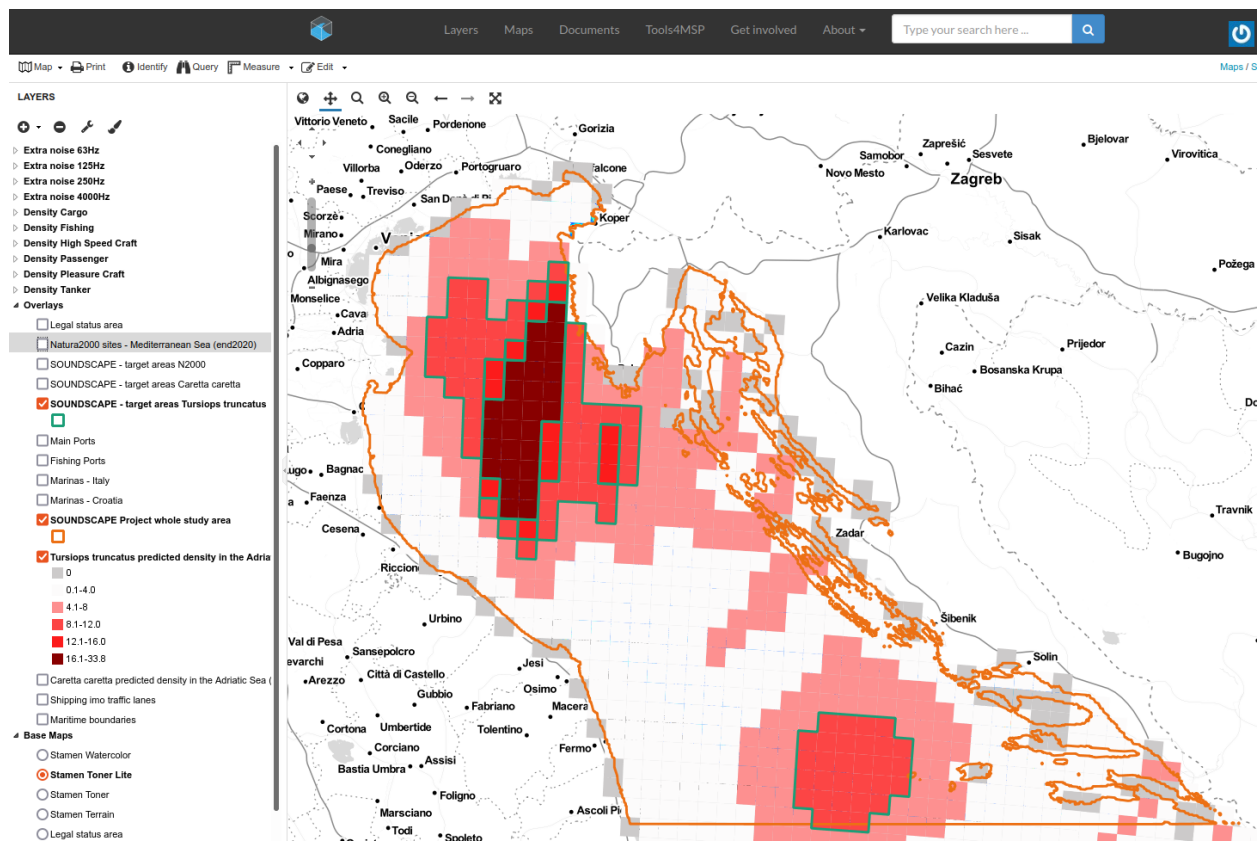 Layers Maps Documents Tools4MSP Get involved About Type your search here ...
Map Print Identify Query Measure Edit Maps / S
LAYERS
Extra noise 63Hz
Extra noise 125Hz
Extra noise 250Hz
Extra noise 4000Hz
Density Cargo
Density Fishing
Density High Speed Craft
Density Passenger
Density Pleasure Craft
Density Tanker
Overlays
Legal status area
Natura2000 sites - Mediterranean Sea (end2020)
SOUNDSCAPE - target areas N2000
SOUNDSCAPE - target areas Caretta caretta
SOUNDSCAPE - target areas Tursiops truncatus
Main Ports
Fishing Ports
Marinas - Italy
Marinas - Croatia
SOUNDSCAPE Project whole study area
Tursiops truncatus predicted density in the Adria
0
0.1-4.0
4.1-8
8.1-12.0
12.1-16.0
16.1-33.8
Caretta caretta predicted density in the Adriatic Sea (
Shipping imo traffic lanes
Maritime boundaries
Base Maps
Stamen Watercolor
Stamen Toner Lite
Stamen Toner
Stamen Terrain
Legal status area
Vittorio Veneto
Sacile
Pordenone
Gorizia
Conegliano
Villorba
Oderzo
Portogruaro
falcone
Paese
Treviso
San Donà di Pi
Scorzè
Koper
Mirano
V
Mira
Albignasego
Monselice
Cava
Adria
Copparo
ugo
Bagnac
a
Faenza
Cesena
Riccione
Urbino
Val di Pesa
Sansepolcro
evarchi
Arezzo
Città di Castello
Gubbio
Jesi
Osimo
Fabriano
Macera
Cortona
Umbertide
Tolentino
Corciano
Fermo
Bastia Umbra
Assisi
Foligno
Marsciano
Ascoli Pi
Todi
Spoleto
Bjelovar
Zaprešić
Samobor
Sesvete
Virovitica
Novo Mesto
Zagreb
Karlovac
Sisak
Požega
Velika Kladuša
Cazin
Prijedor
Bosanska Krupa
Bihać
Do
Travnik
Zadar
Bugojno
Šibenik
Solin